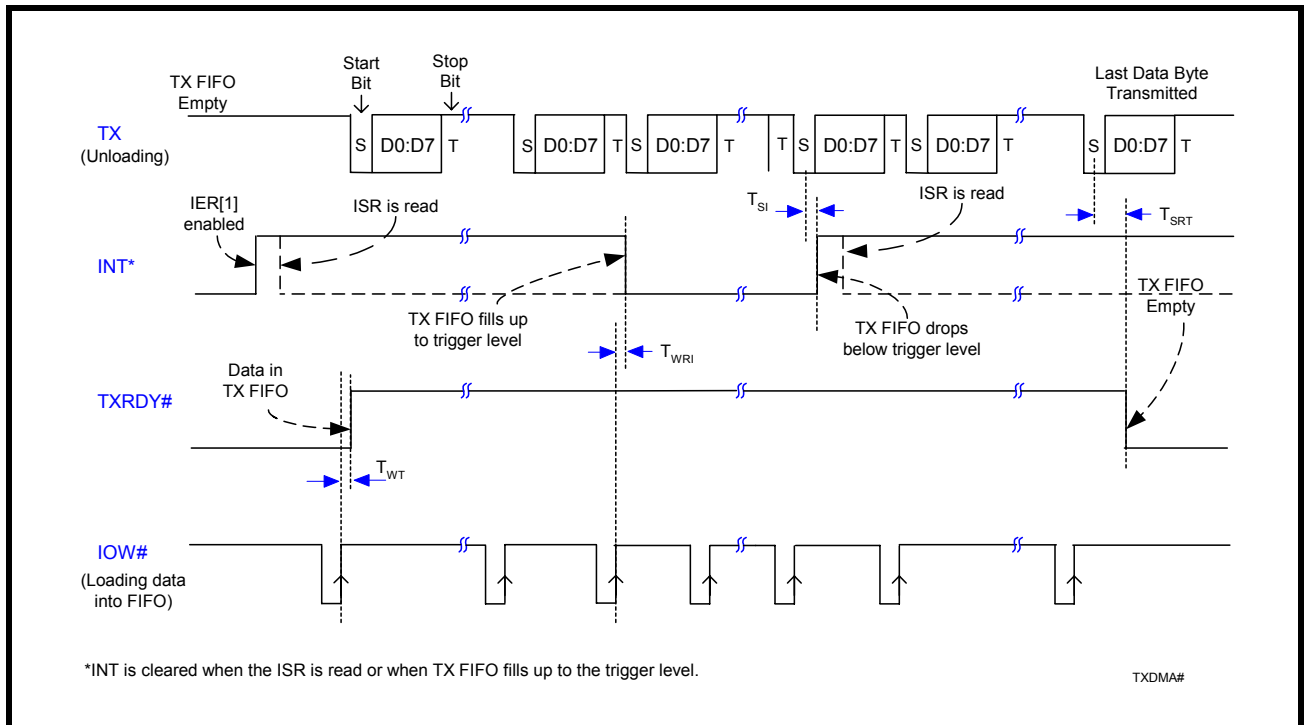 TX FIFO
Empty
Start
Bit
Stop
Bit
Last Data Byte
Transmitted
TX
(Unloading)
S D0:D7 T S D0:D7 T S D0:D7 T T S D0:D7 T S D0:D7 T S D0:D7 T
IER[1]
enabled
ISR is read
TSI
ISR is read
TSRT
INT*
TX FIFO fills up
to trigger level
TX FIFO drops
below trigger level
TX FIFO
Empty
TWRI
Data in
TX FIFO
TXRDY#
TWT
IOW#
(Loading data
into FIFO)
*INT is cleared when the ISR is read or when TX FIFO fills up to the trigger level.
TXDMA#